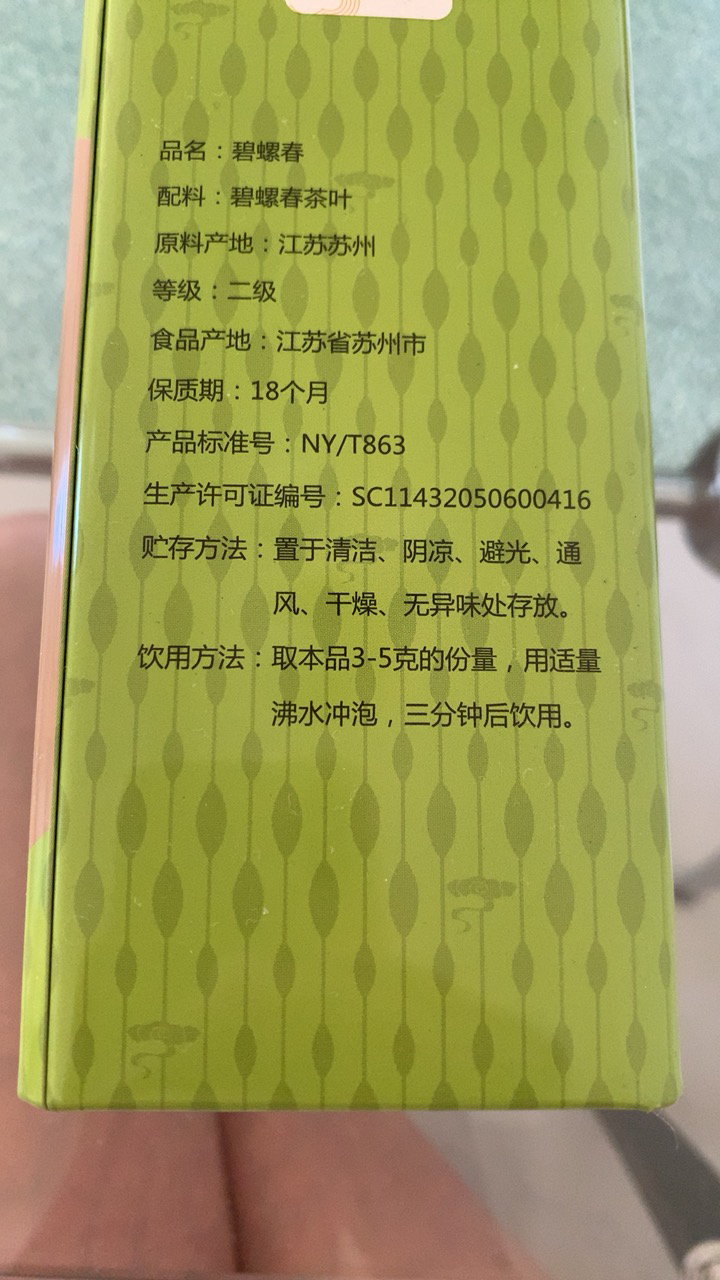 品名：碧螺春
配料：碧螺春茶叶
原料产地：江苏苏州
等级：二级
食品产地：江苏省苏州市
保质期：18个月
产品标准号：NY/T863
生产许可证编号：SC11432050600416
贮存方法：置于清洁、阴凉、避光、通
风、干燥、无异味处存放。
饮用方法：取本品3-5克的份量，用适量
沸水冲泡，三分钟后饮用。